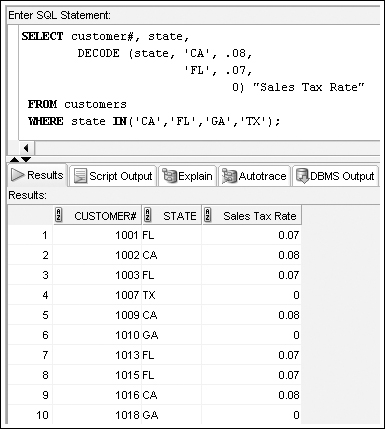 Enter SQL Statement:
SELECT customer#, state,
DECODE (state, 'CA', .08,
'FL', .07,
0) "Sales Tax Rate"
FROM customers
WHERE state IN('CA','FL','GA','TX');
Results Script Output Explain Autotrace DBMS Output
Results:
CUSTOMER# STATE Sales Tax Rate
1 1001 FL 0.07
2 1002 CA 0.08
3 1003 FL 0.07
4 1007 TX 0
5 1009 CA 0.08
6 1010 GA 0
7 1013 FL 0.07
8 1015 FL 0.07
9 1016 CA 0.08
10 1018 GA 0